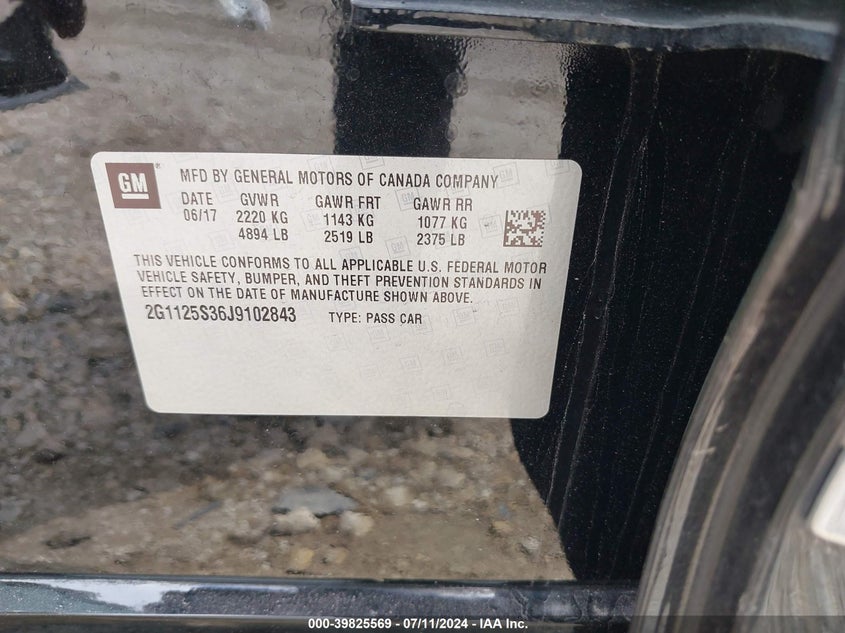 GM
MFD BY GENERAL MOTORS OF CANADA COMPANY
DATE GVWR GAWR FRT GAWR RR
06/17 2220 KG 1143 KG 1077 KG
4894 LB 2519 LB 2375 LB
THIS VEHICLE CONFORMS TO ALL APPLICABLE U.S. FEDERAL MOTOR
VEHICLE SAFETY, BUMPER, AND THEFT PREVENTION STANDARDS IN
EFFECT ON THE DATE OF MANUFACTURE SHOWN ABOVE.
2G1125S36J9102843 TYPE: PASS CAR
000-39825569 - 07/11/2024 - IAA Inc.